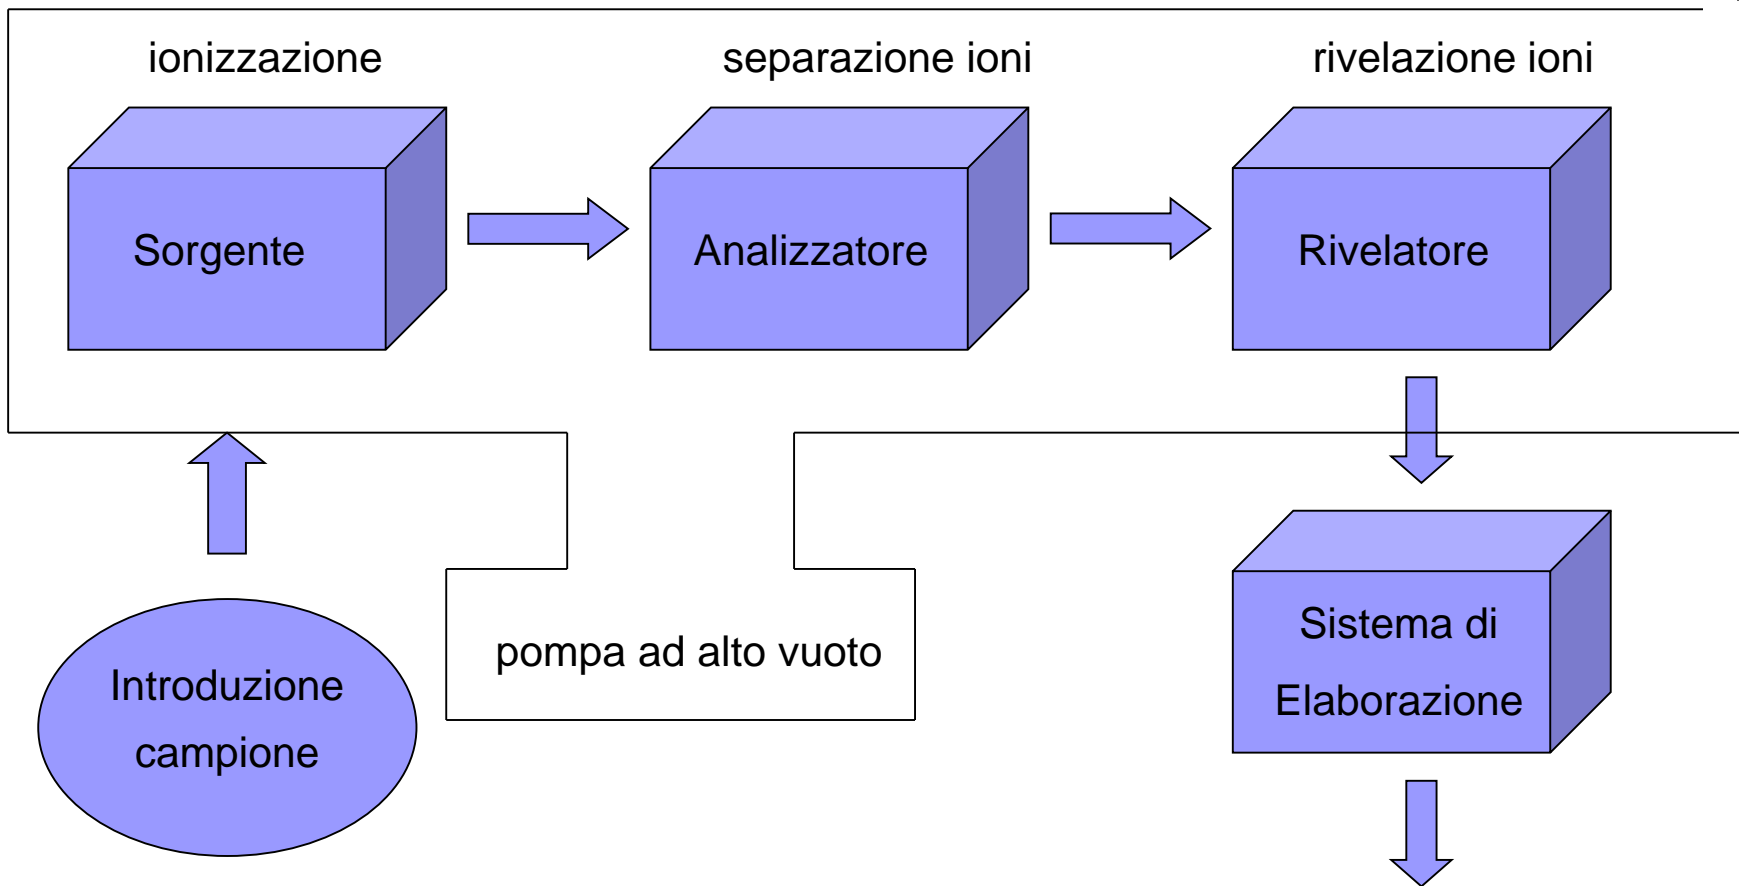 ionizzazione
separazione ioni
rivelazione ioni
Sorgente
Analizzatore
Rivelatore
pompa ad alto vuoto
Introduzione
campione
Sistema di
Elaborazione